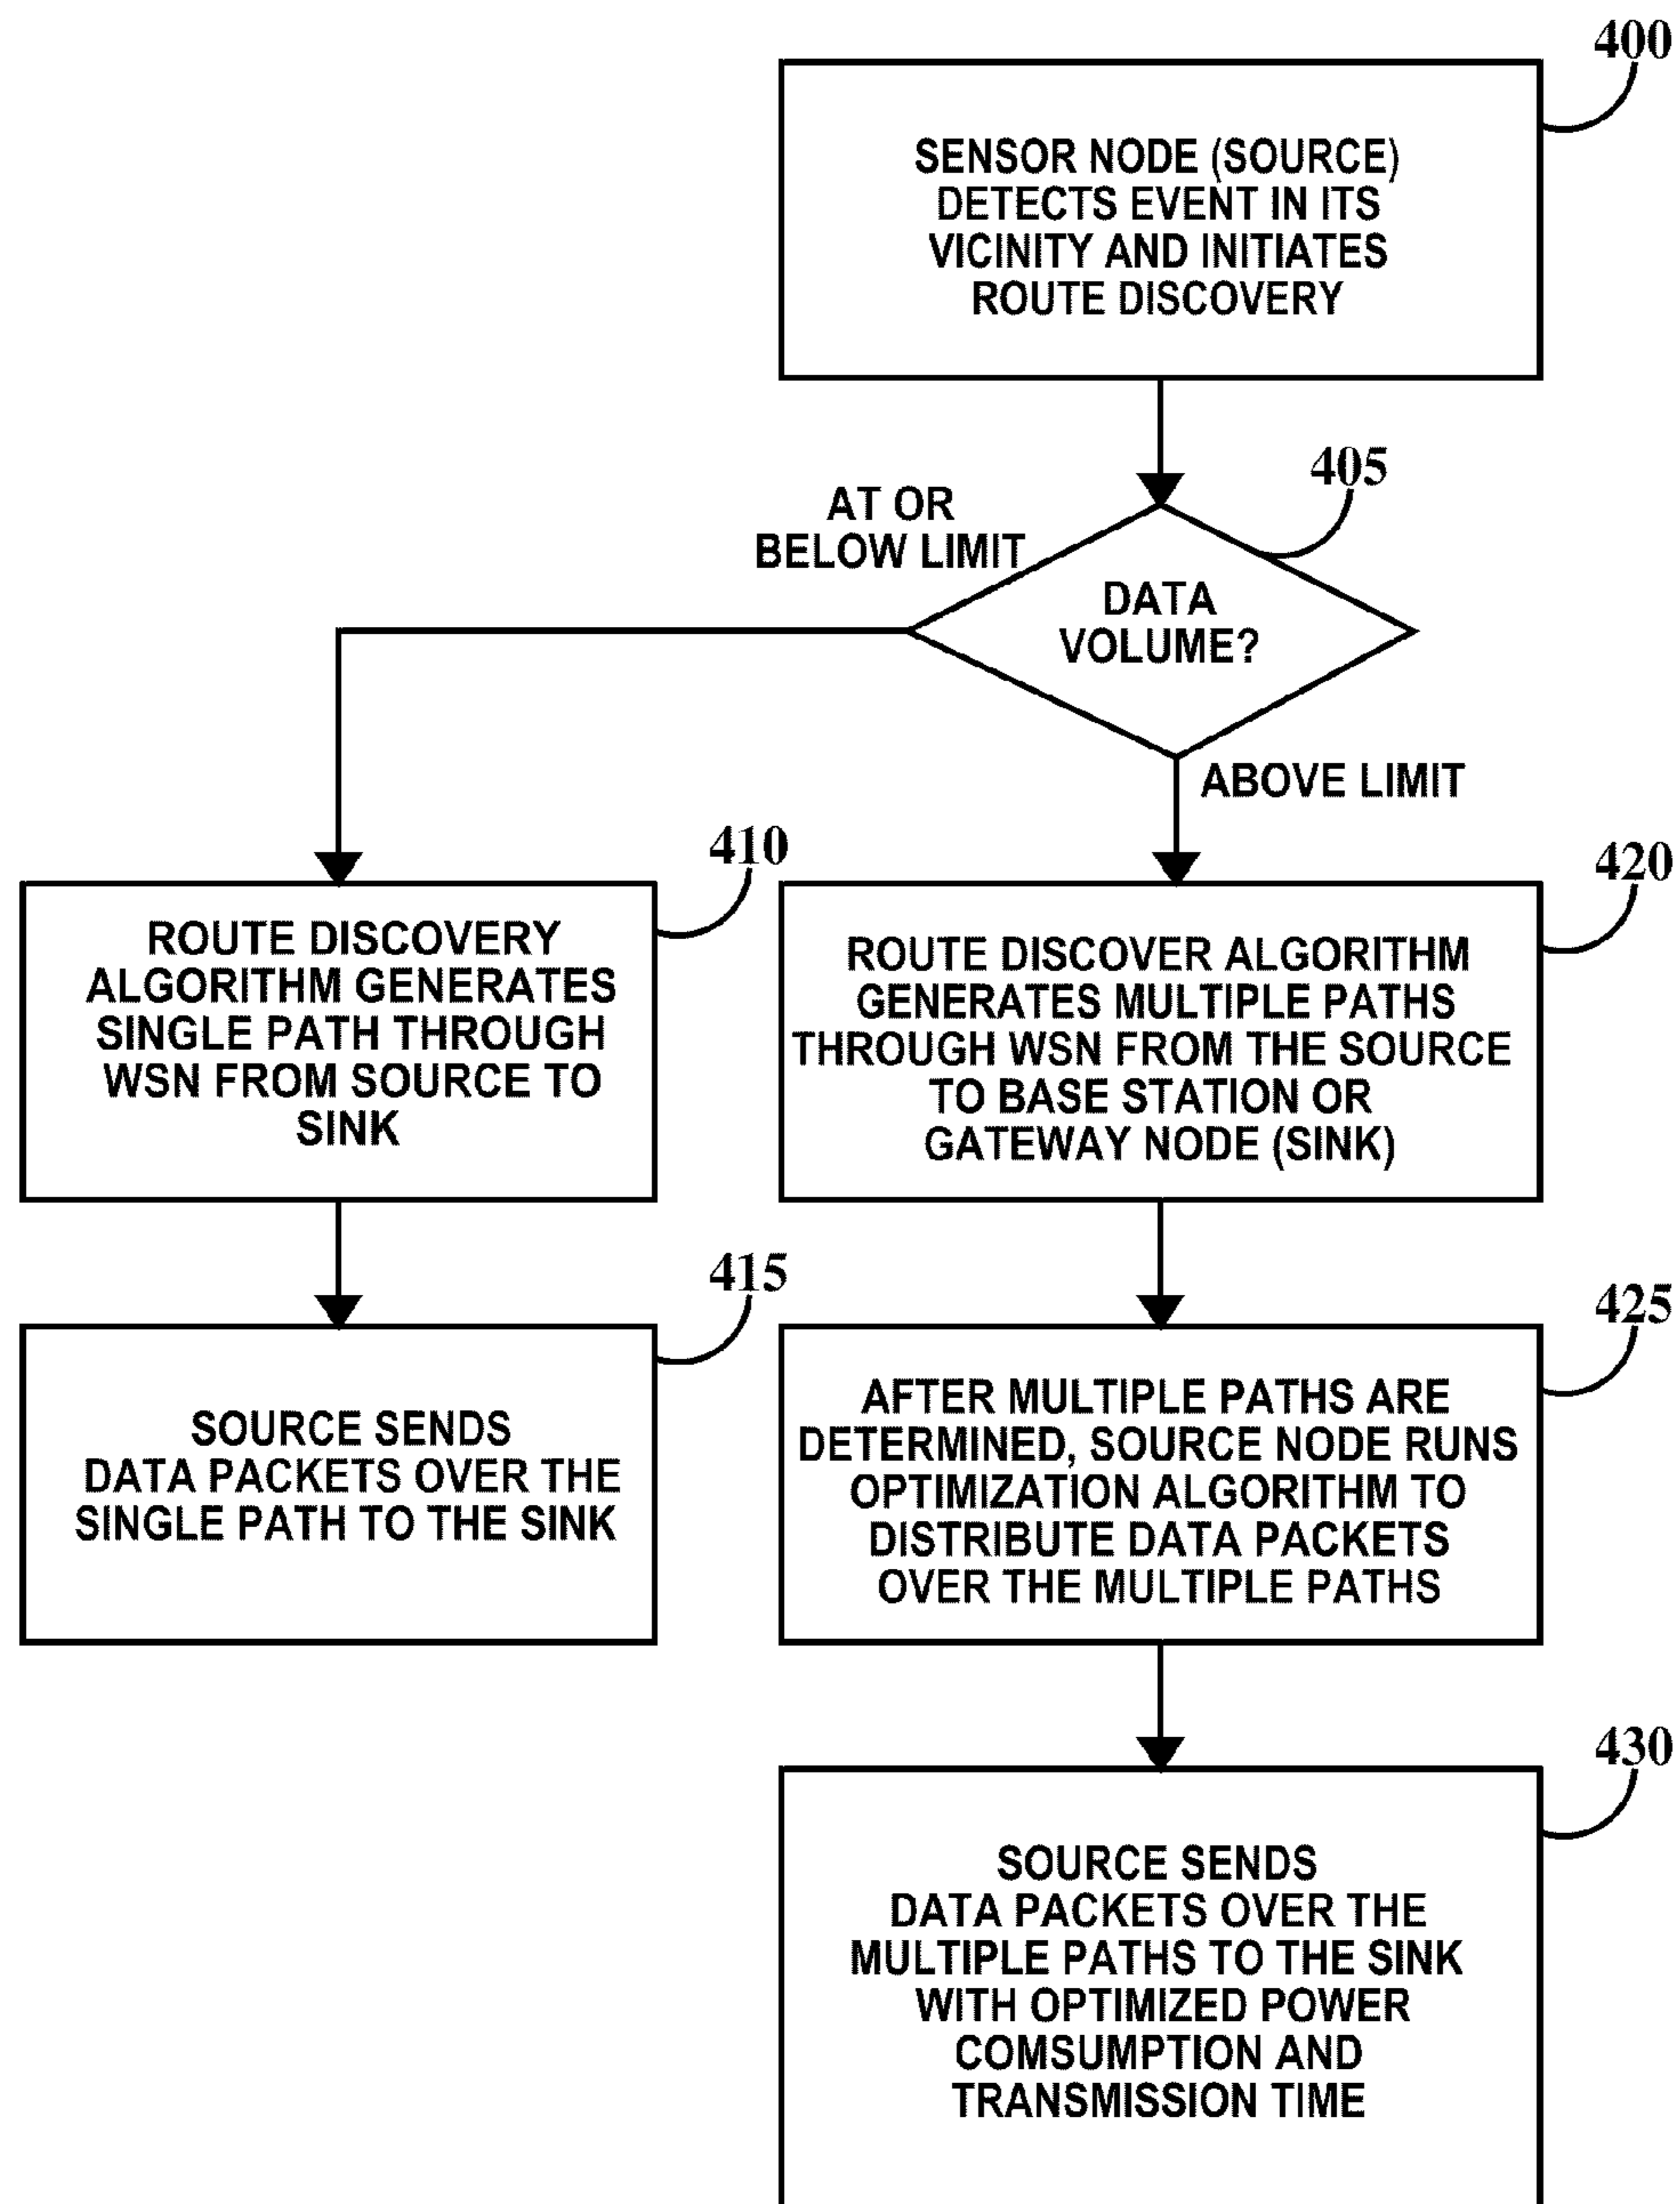 400
SENSOR NODE (SOURCE)
DETECTS EVENT IN ITS
VICINITY AND INITIATES
ROUTE DISCOVERY
405
AT OR
BELOW LIMIT
DATA
VOLUME?
ABOVE LIMIT
410
ROUTE DISCOVERY
ALGORITHM GENERATES
SINGLE PATH THROUGH
WSN FROM SOURCE TO
SINK
420
ROUTE DISCOVER ALGORITHM
GENERATES MULTIPLE PATHS
THROUGH WSN FROM THE SOURCE
TO BASE STATION OR
GATEWAY NODE (SINK)
415
SOURCE SENDS
DATA PACKETS OVER THE
SINGLE PATH TO THE SINK
425
AFTER MULTIPLE PATHS ARE
DETERMINED, SOURCE NODE RUNS
OPTIMIZATION ALGORITHM TO
DISTRIBUTE DATA PACKETS
OVER THE MULTIPLE PATHS
430
SOURCE SENDS
DATA PACKETS OVER THE
MULTIPLE PATHS TO THE SINK
WITH OPTIMIZED POWER
COMSUMPTION AND
TRANSMISSION TIME